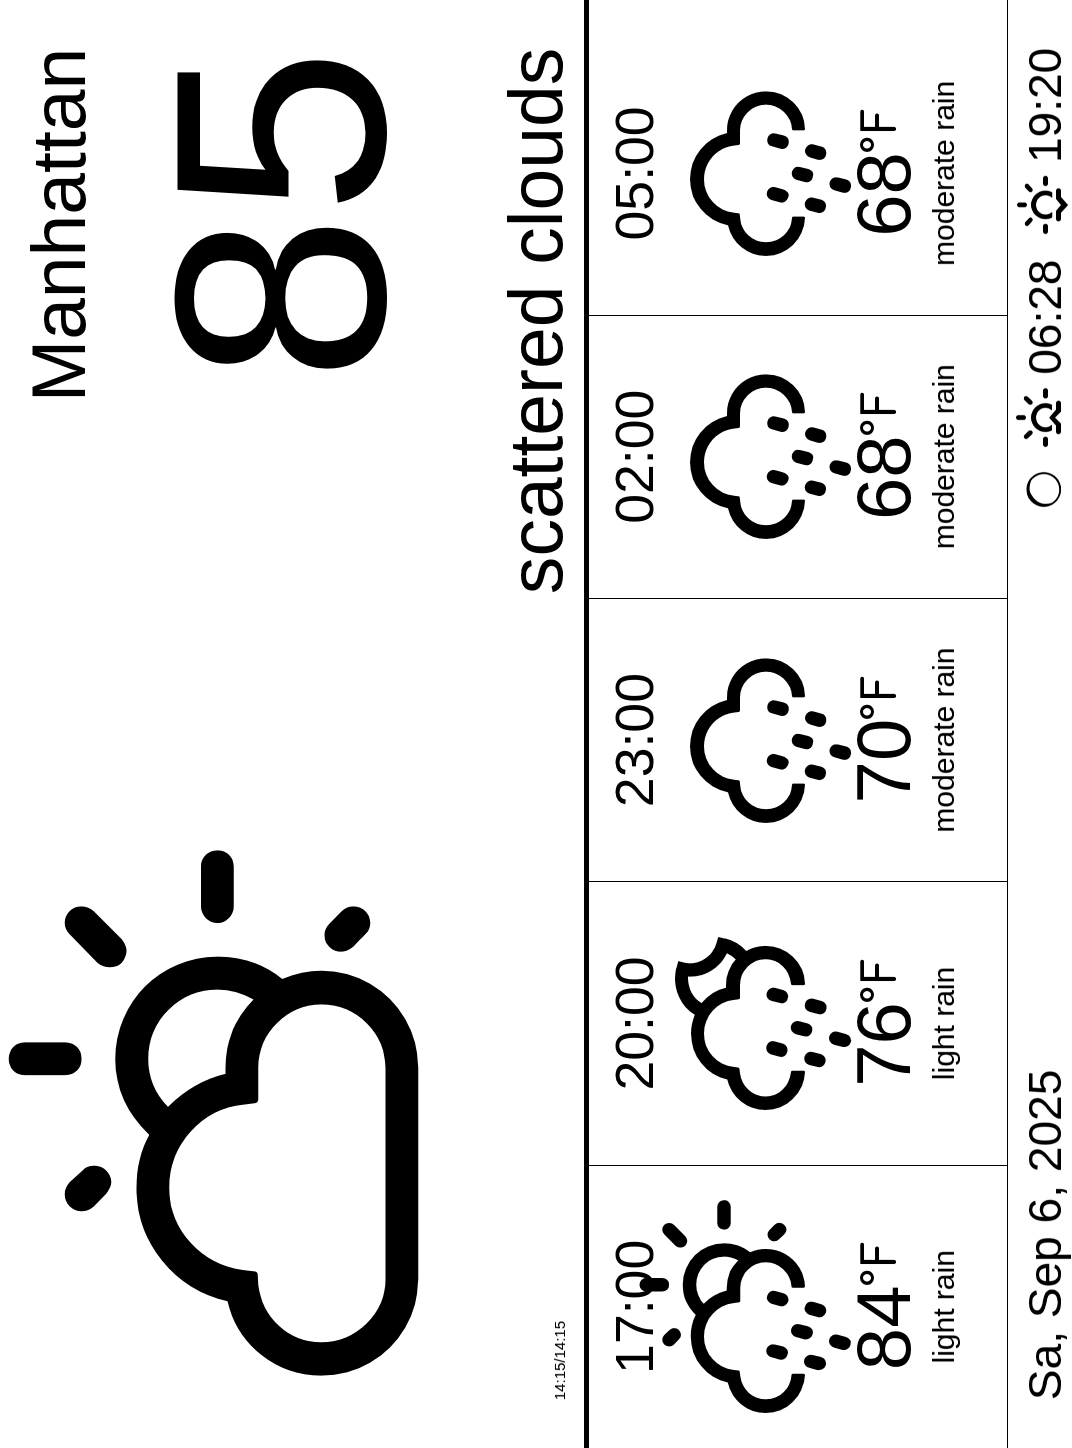 Manhattan
85
scattered clouds
14:15/14:15
17:00
84°F
light rain
20:00
76°F
light rain
23:00
70°F
moderate rain
02:00
68°F
moderate rain
05:00
68°F
moderate rain
Sa, Sep 6, 2025
06:28
19:20